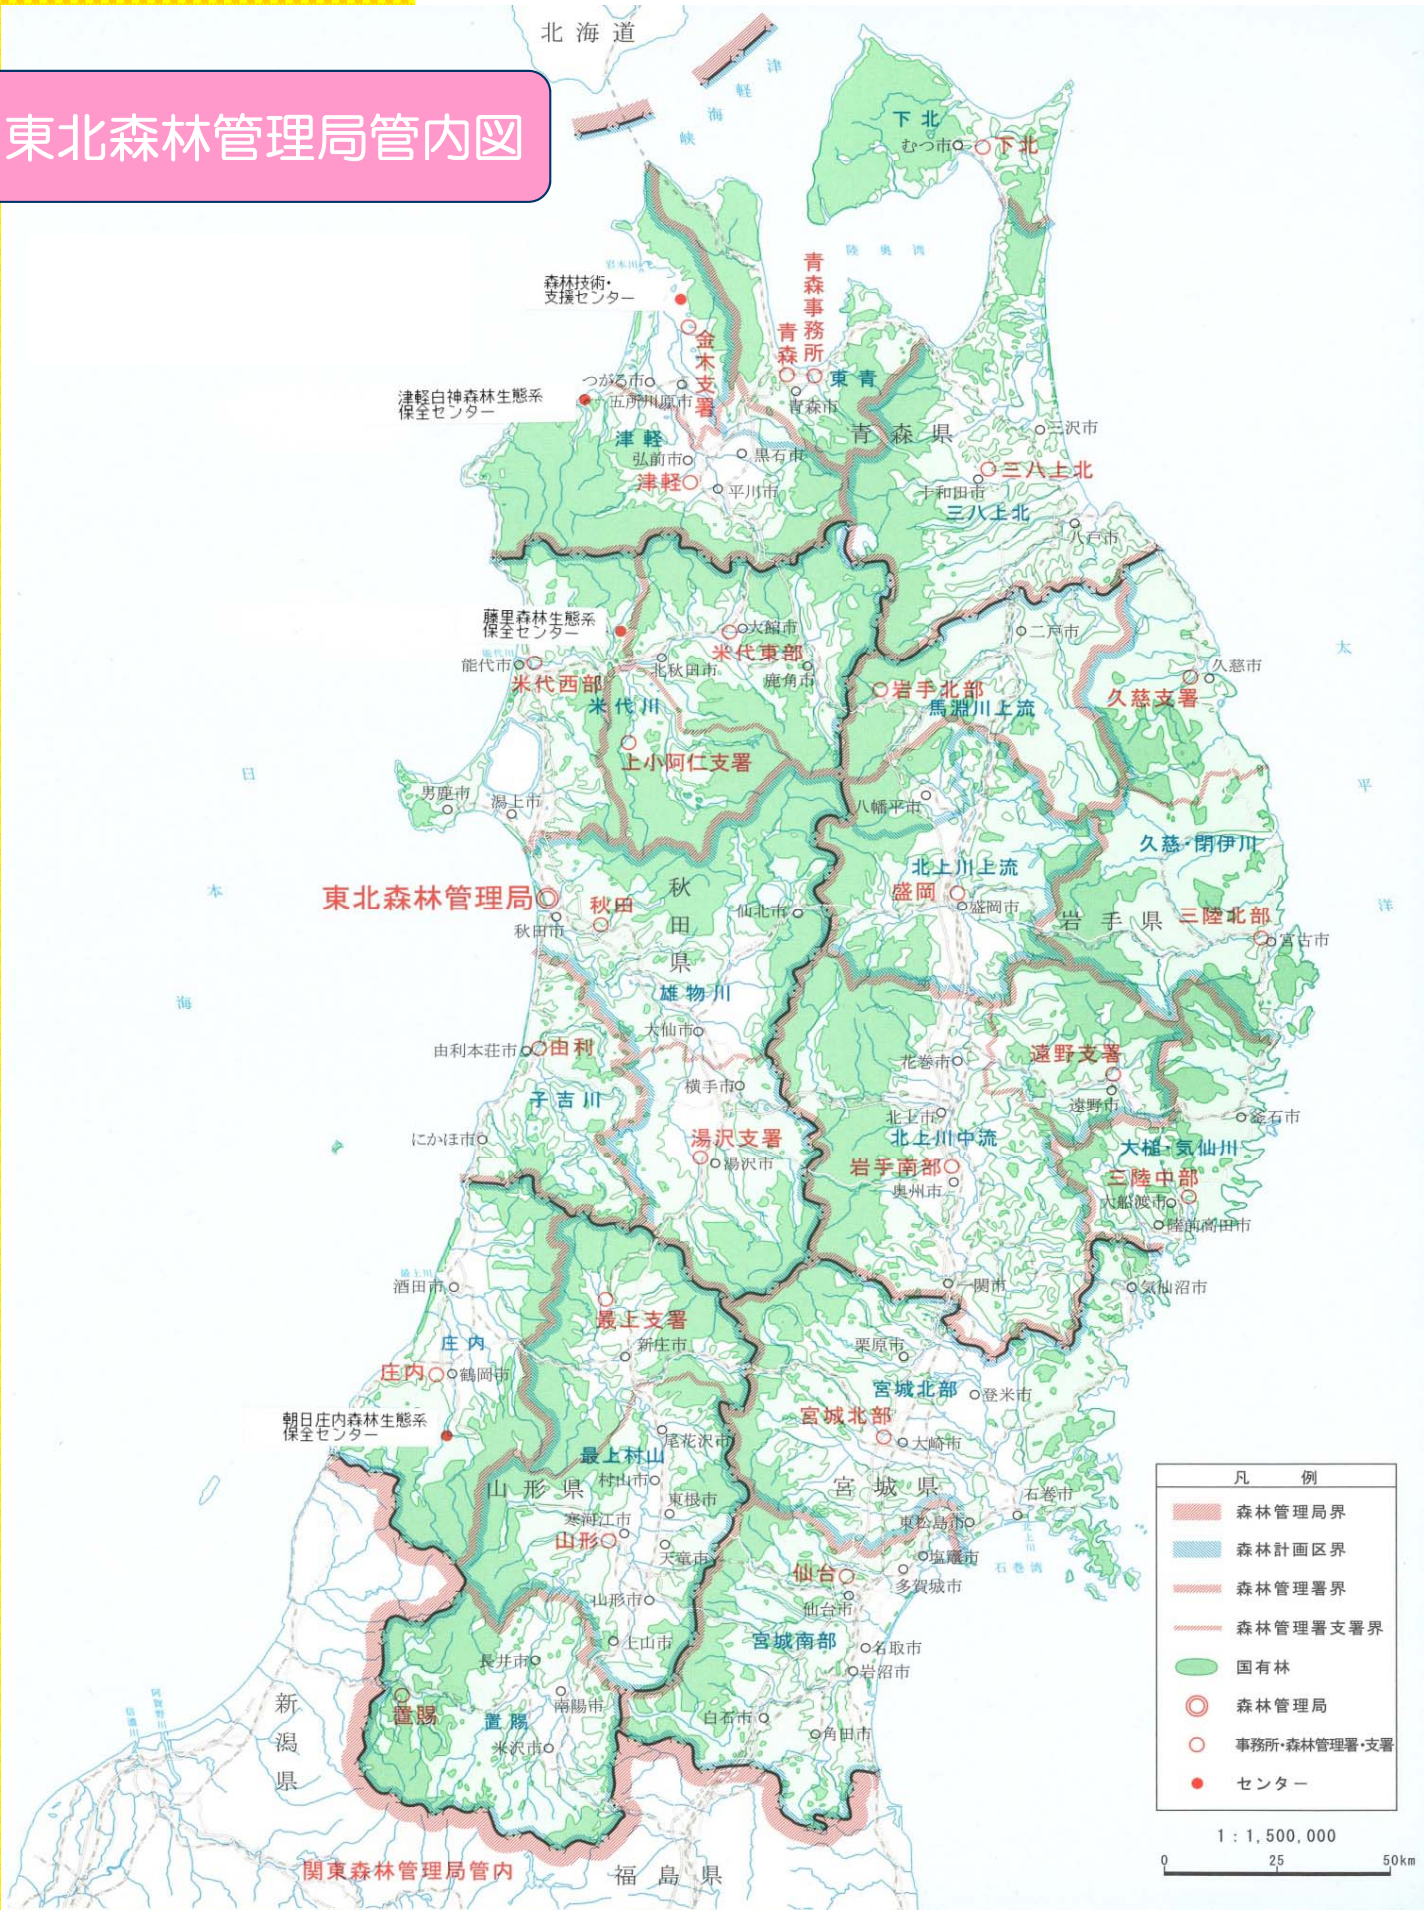 東北森林管理局管内図
北海道
津軽海峡
下北
むつ市
下北
陸奥湾
岩木川
森林技術・
支援センター
金木支署
青森事務所
青森
東青
青森市
つがる市
五所川原市
津軽白神森林生態系
保全センター
青森県
三沢市
津軽
弘前市
黒石市
津軽
平川市
三八上北
十和田市
三八上北
八戸市
藤里森林生態系
保全センター
大館市
二戸市
能代川
能代市
北秋田市
米代東部
鹿角市
久慈市
太平洋
米代西部
米代川
岩手北部
馬淵川上流
久慈支署
上小阿仁支署
日本海
男鹿市
潟上市
八幡平市
久慈・閉伊川
北上川上流
東北森林管理局
秋田
秋田市
秋田県
仙北市
盛岡
盛岡市
岩手県
三陸北部
宮古市
雄物川
大仙市
由利本荘市
由利
花巻市
遠野支署
横手市
遠野市
子吉川
北上市
釜石市
にかほ市
湯沢支署
湯沢市
北上川中流
大槌・気仙川
岩手南部
奥州市
三陸中部
大船渡市
陸前高田市
最上川
酒田市
一関市
気仙沼市
最上支署
新庄市
庄内
栗原市
庄内
鶴岡市
宮城北部
登米市
朝日庄内森林生態系
保全センター
宮城北部
尾花沢市
大崎市
最上村山
山形県
村山市
宮城県
東根市
石巻市
寒河江市
東松島市
北上川
山形
天童市
塩竈市
石巻湾
仙台
多賀城市
山形市
仙台市
上山市
宮城南部
名取市
長井市
岩沼市
置賜
南陽市
置賜
白石市
角田市
米沢市
新潟県
阿賀野川
信濃川
関東森林管理局管内
福島県
凡例
森林管理局界
森林計画区界
森林管理署界
森林管理署支署界
国有林
森林管理局
事務所・森林管理署・支署
センター
1：1,500,000
0 25 50km